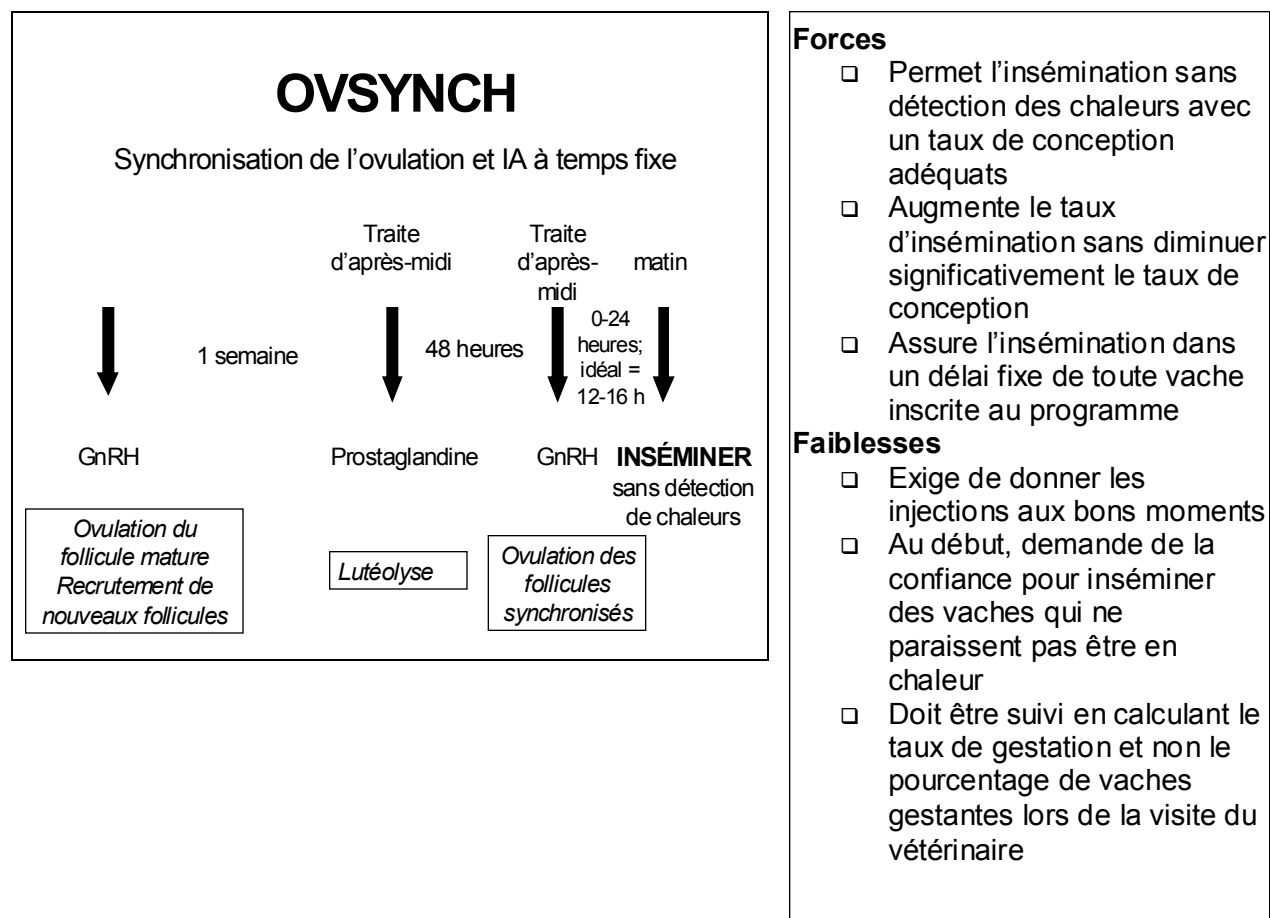 OVSYNCH
Synchronisation de l’ovulation et IA à temps fixe
Traite
d’après-midi
Traite
d’après-
midi
matin
1 semaine
48 heures
0-24
heures;
idéal =
12-16 h
GnRH
Prostaglandine
GnRH
INSÉMINER
sans détection
de chaleurs
Ovulation du
follicule mature
Recrutement de
nouveaux follicules
Lutéolyse
Ovulation des
follicules
synchronisés
Forces
❑ Permet l’insémination sans
détection des chaleurs avec
un taux de conception
adéquats
❑ Augmente le taux
d’insémination sans diminuer
significativement le taux de
conception
❑ Assure l’insémination dans
un délai fixe de toute vache
inscrite au programme
Faiblesses
❑ Exige de donner les
injections aux bons moments
❑ Au début, demande de la
confiance pour inséminer
des vaches qui ne
paraissent pas être en
chaleur
❑ Doit être suivi en calculant le
taux de gestation et non le
pourcentage de vaches
gestantes lors de la visite du
vétérinaire